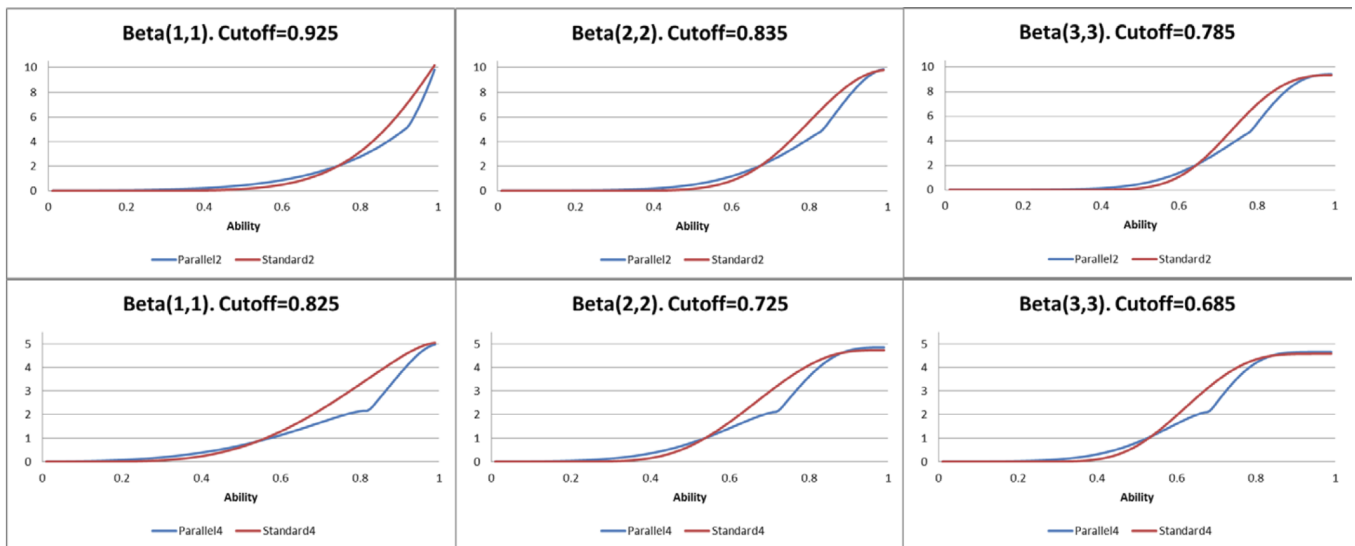 Beta(1,1). Cutoff=0.925
10
8
6
4
2
0
0 0.2 0.4 0.6 0.8 1
Ability
Parallel2 Standard2
Beta(2,2). Cutoff=0.835
10
8
6
4
2
0
0 0.2 0.4 0.6 0.8 1
Ability
Parallel2 Standard2
Beta(3,3). Cutoff=0.785
10
8
6
4
2
0
0 0.2 0.4 0.6 0.8 1
Ability
Parallel2 Standard2
Beta(1,1). Cutoff=0.825
5
4
3
2
1
0
0 0.2 0.4 0.6 0.8 1
Ability
Parallel4 Standard4
Beta(2,2). Cutoff=0.725
5
4
3
2
1
0
0 0.2 0.4 0.6 0.8 1
Ability
Parallel4 Standard4
Beta(3,3). Cutoff=0.685
5
4
3
2
1
0
0 0.2 0.4 0.6 0.8 1
Ability
Parallel4 Standard4